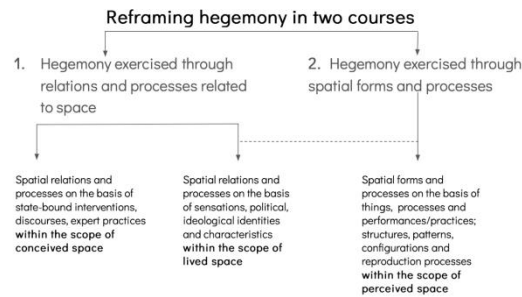 Reframing hegemony in two courses
1. Hegemony exercised through
relations and processes related
to space
2. Hegemony exercised through
spatial forms and processes
Spatial relations and
processes on the basis of
state-bound interventions,
discourses, expert practices
within the scope of
conceived space
Spatial relations and
processes on the basis
of sensations, political,
ideological identities
and characteristics
within the scope of
lived space
Spatial forms and
processes on the basis of
things, processes and
performances/practices;
structures, patterns,
configurations and
reproduction processes
within the scope of
perceived space